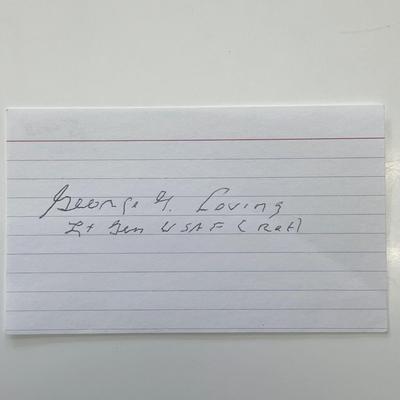 George G. Loving
Lt Gen USAF (Ret)